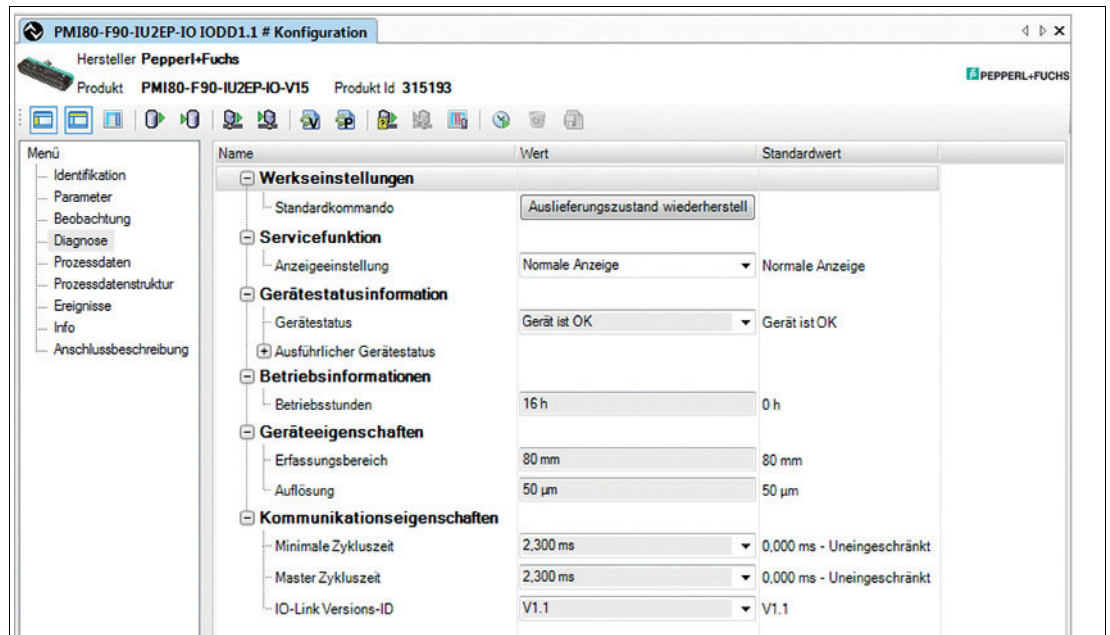 PMI80-F90-IU2EP-IO IODD1.1 # Konfiguration
Hersteller Pepperl+Fuchs
Produkt PMI80-F90-IU2EP-IO-V15 Produkt Id 315193
PEPPERL+FUCHS
Menü
Identifikation
Parameter
Beobachtung
Diagnose
Prozessdaten
Prozessdatenstruktur
Ereignisse
Info
Anschlussbeschreibung
Name Wert Standardwert
Werkseinstellungen
Standardkommando Auslieferungszustand wiederherstell
Servicefunktion
Anzeigeeinstellung Normale Anzeige Normale Anzeige
Gerätestatusinformation
Gerätestatus Gerät ist OK Gerät ist OK
Ausführlicher Gerätestatus
Betriebsinformationen
Betriebsstunden 16 h 0 h
Geräteeigenschaften
Erfassungsbereich 80 mm 80 mm
Auflösung 50 µm 50 µm
Kommunikationseigenschaften
Minimale Zykluszeit 2,300 ms 0,000 ms - Uneingeschränkt
Master Zykluszeit 2,300 ms 0,000 ms - Uneingeschränkt
IO-Link Versions-ID V1.1 V1.1